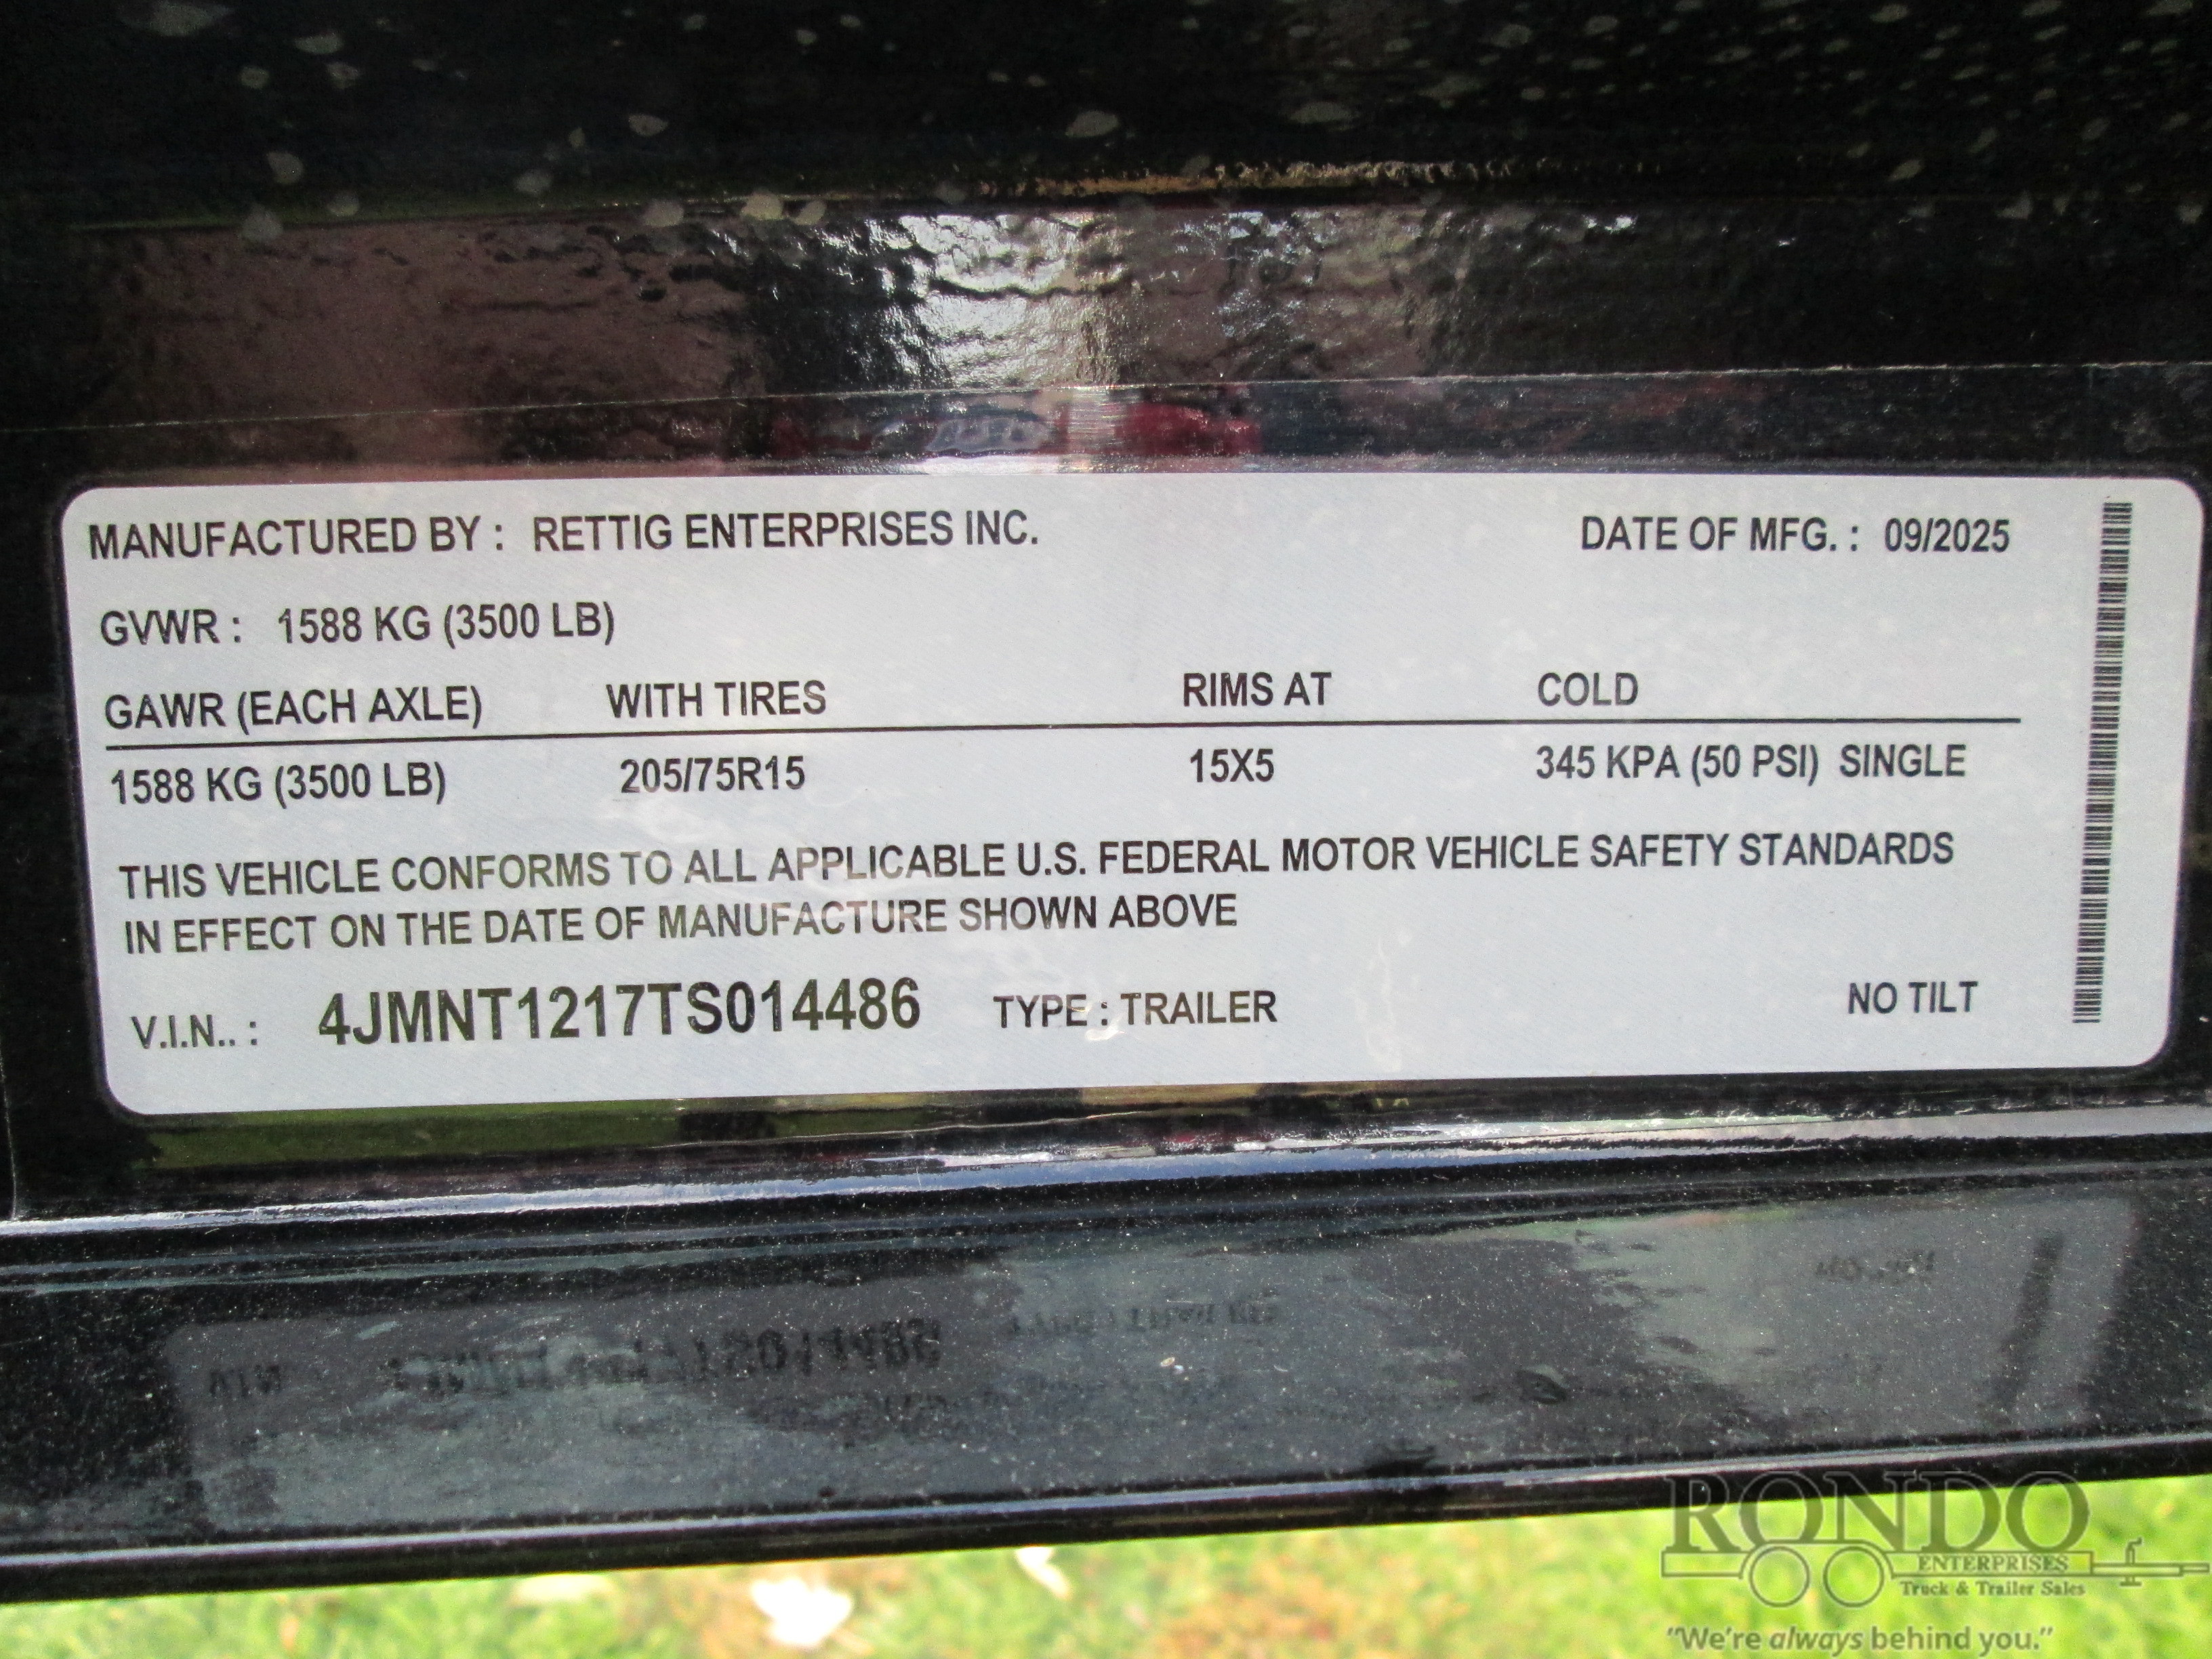 MANUFACTURED BY : RETTIG ENTERPRISES INC. DATE OF MFG. : 09/2025
GVWR : 1588 KG (3500 LB)
GAWR (EACH AXLE) WITH TIRES RIMS AT COLD
1588 KG (3500 LB) 205/75R15 15X5 345 KPA (50 PSI) SINGLE
THIS VEHICLE CONFORMS TO ALL APPLICABLE U.S. FEDERAL MOTOR VEHICLE SAFETY STANDARDS
IN EFFECT ON THE DATE OF MANUFACTURE SHOWN ABOVE
V.I.N.. : 4JMNT1217TS014486 TYPE : TRAILER NO TILT
RONDO
ENTERPRISES
Truck & Trailer Sales
"We're always behind you."